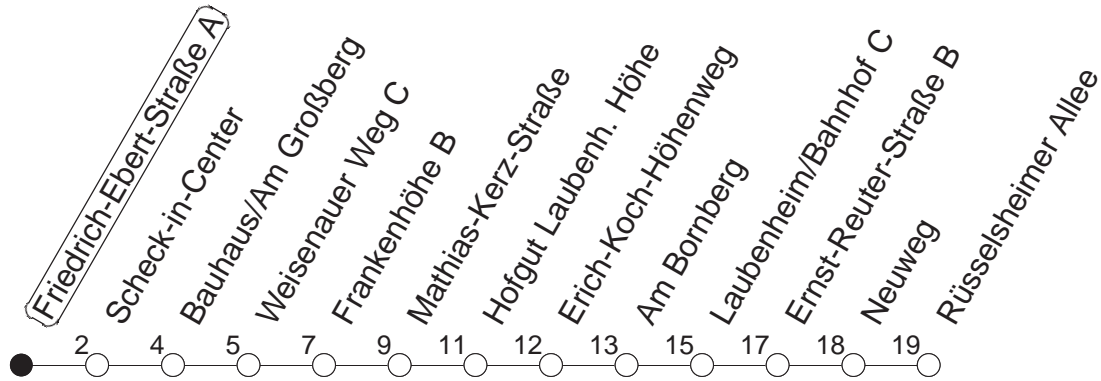 Friedrich-Ebert-Straße A
Scheck-in-Center
Bauhaus/Am Großberg
Weisenauer Weg C
Frankenhöhe B
Mathias-Kerz-Straße
Hofgut Laubenh. Höhe
Erich-Koch-Höhenweg
Am Bornberg
Laubenheim/Bahnhof C
Ernst-Reuter-Straße B
Neuweg
Rüsselsheimer Allee
2 4 5 7 9 11 12 13 15 17 18 19